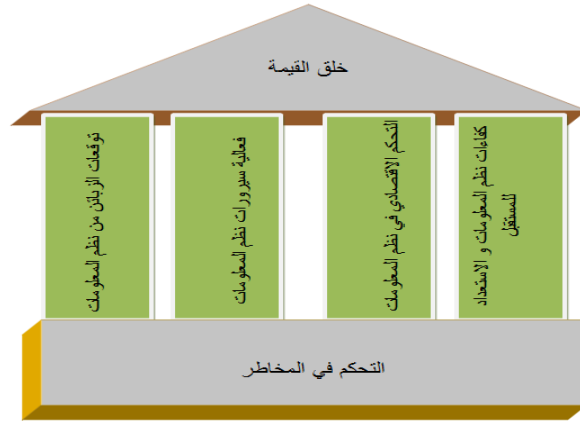 خلق القيمة
كفاءات نظم المعلومات و الاستعداد
للمستقبل
التحكم الاقتصادي في نظم المعلومات
فعالية سيرورات نظم المعلومات
توقعات الزبائن من نظم المعلومات
التحكم في المخاطر